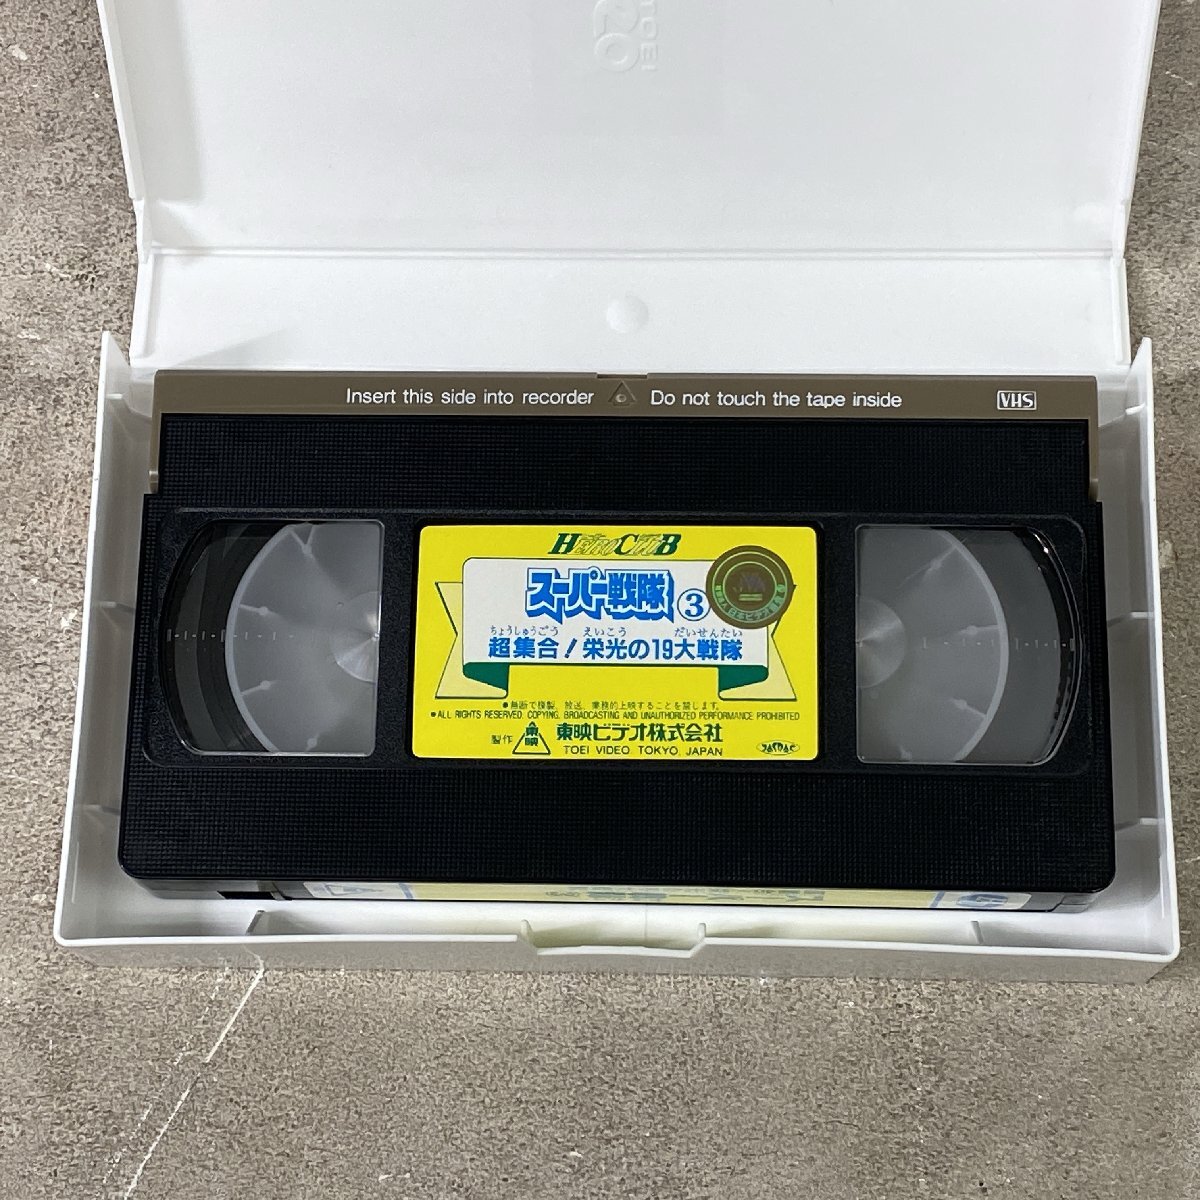 TOEI
Insert this side into recorder
Do not touch the tape inside
VHS
HERO CLUB
スーパー戦隊 ③
ちょうしゅうごう えいこう だいせんたい
超集合!栄光の19大戦隊
●無断で複製、放送、業務的上映することを禁じます。
●ALL RIGHTS RESERVED. COPYING, BROADCASTING AND UNAUTHORIZED PERFORMANCE PROHIBITED
製作 東映 東映ビデオ株式会社
TOEI VIDEO. TOKYO, JAPAN
JASRAC